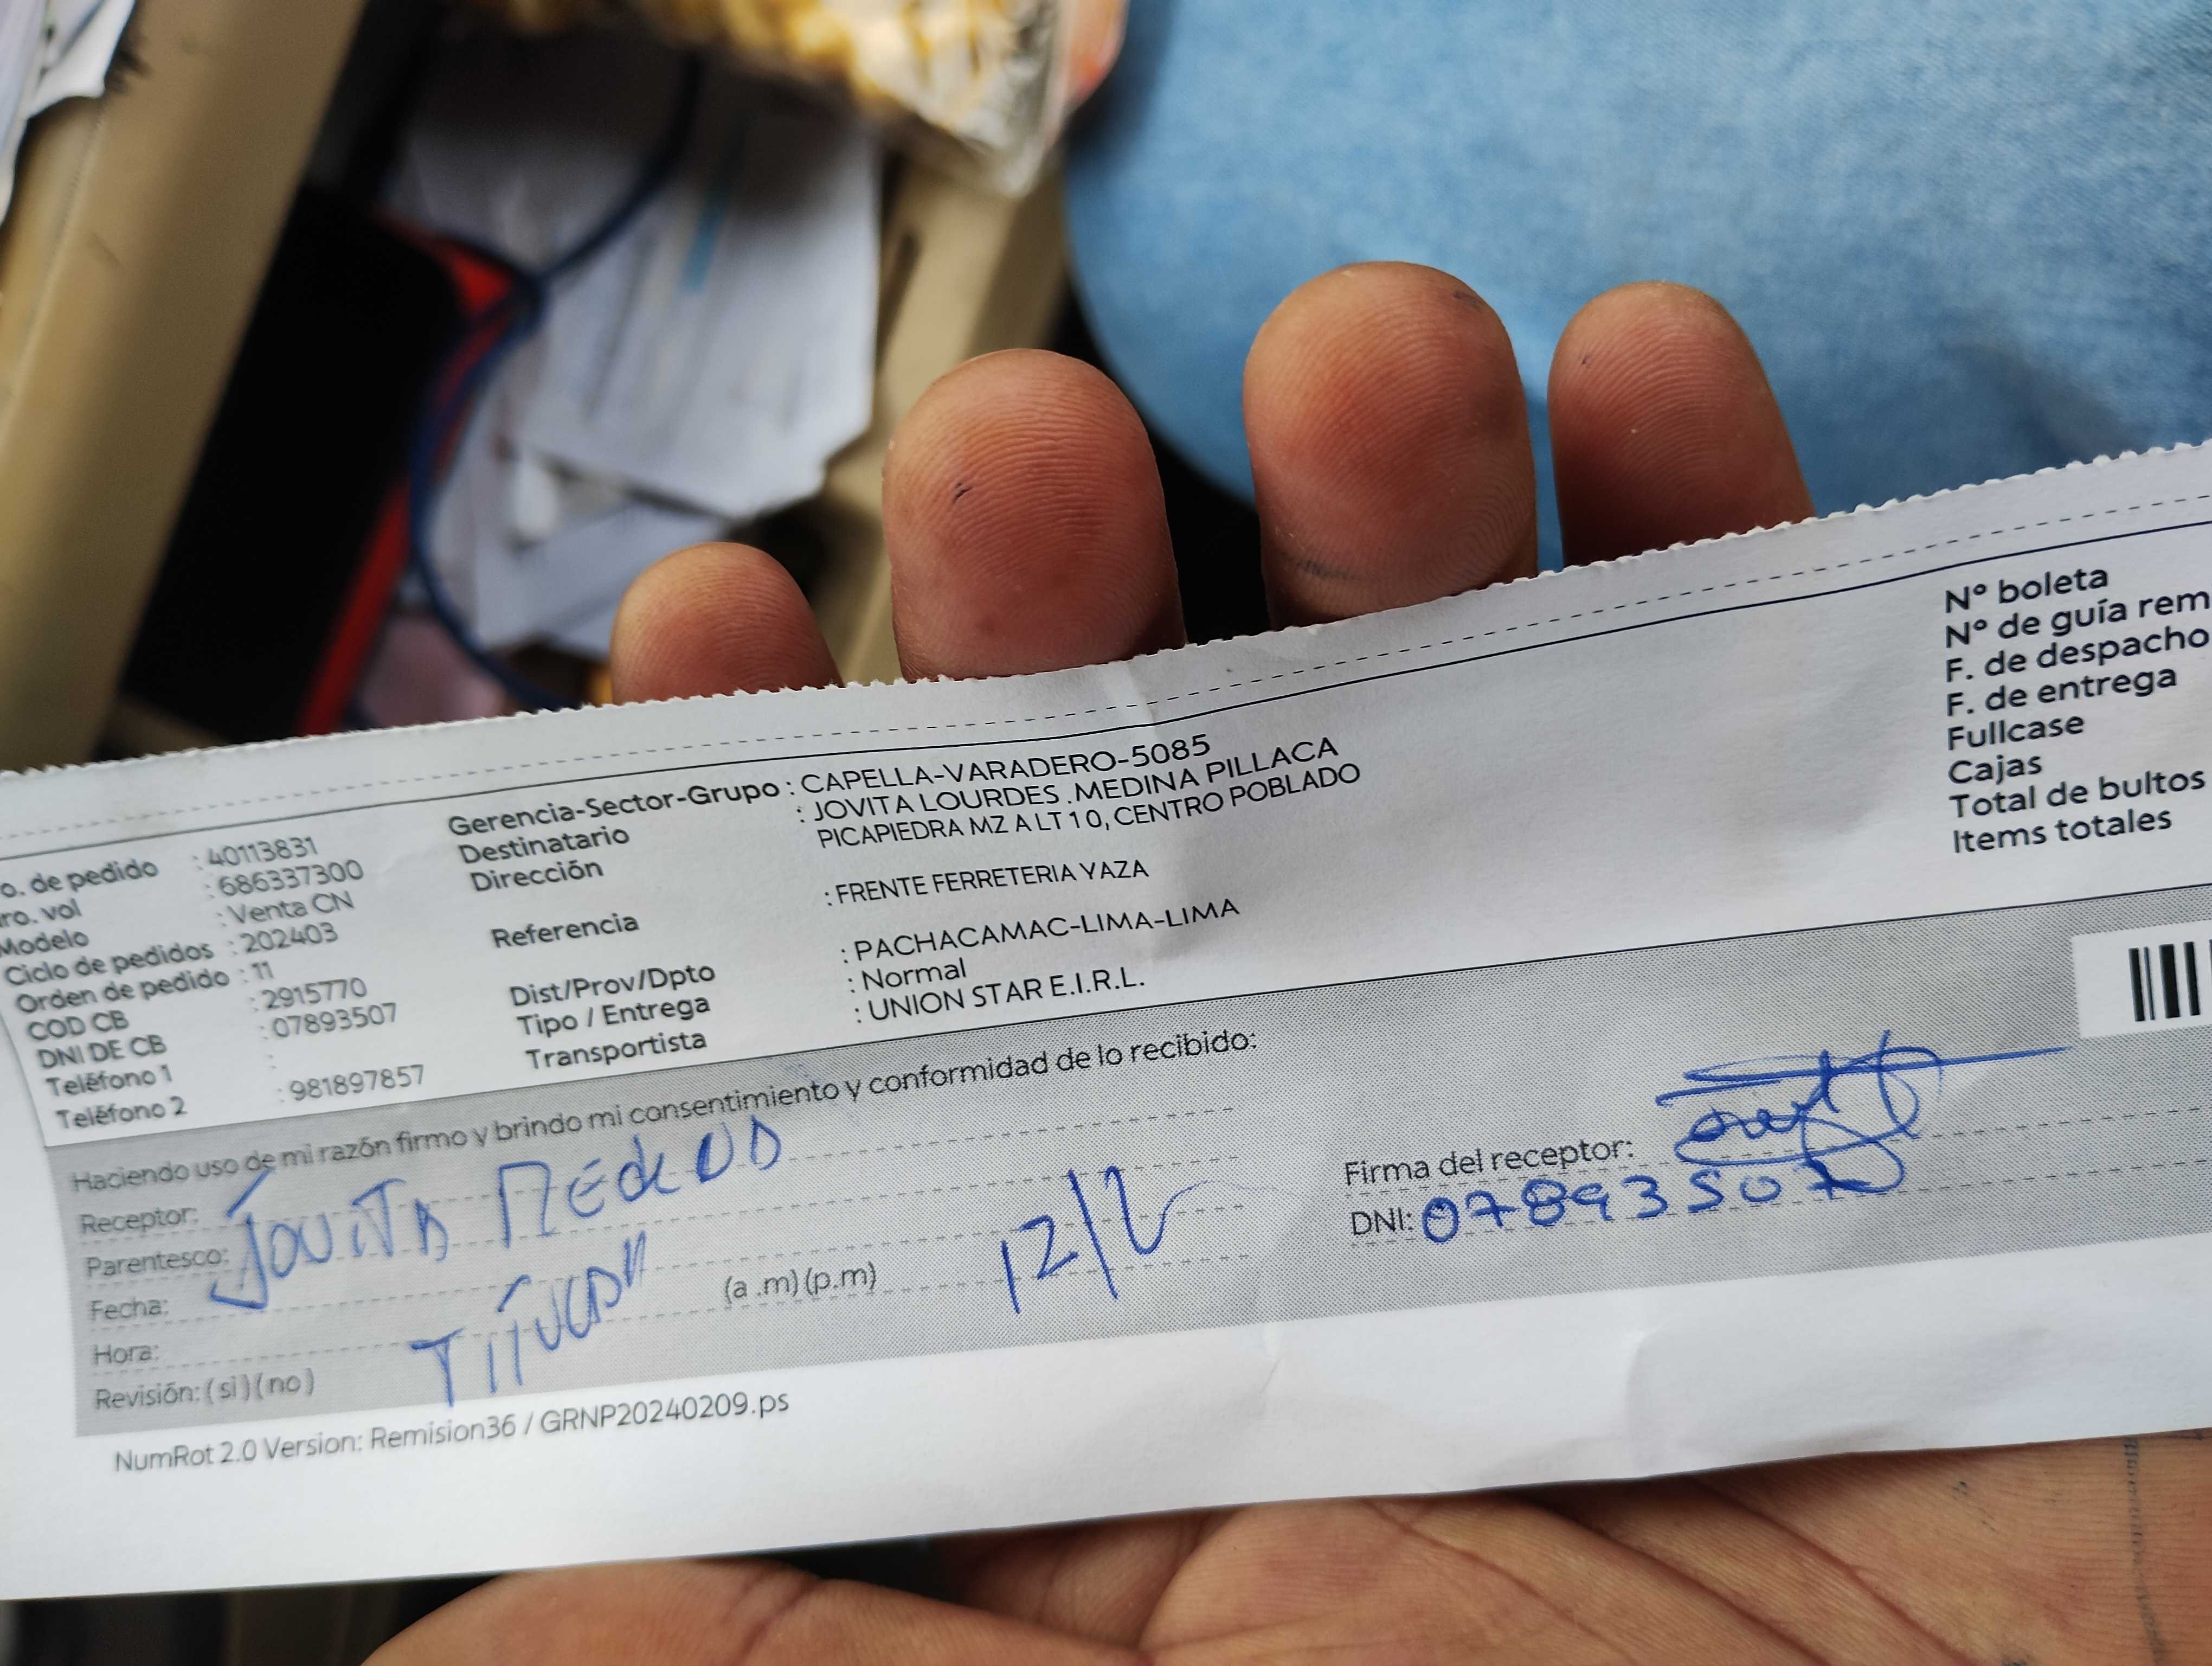 o. de pedido : 40113831
ro. vol : 686337300
Modelo : Venta CN
Ciclo de pedidos : 202403
Orden de pedido : 11
COD CB : 2915770
DNI DE CB : 07893507
Teléfono 1 :
Teléfono 2 : 981897857
Gerencia-Sector-Grupo : CAPELLA-VARADERO-5085
Destinatario : JOVITA LOURDES .MEDINA PILLACA
Dirección PICAPIEDRA MZ A LT 10, CENTRO POBLADO
Referencia : FRENTE FERRETERIA YAZA
Dist/Prov/Dpto : PACHACAMAC-LIMA-LIMA
Tipo / Entrega : Normal
Transportista : UNION STAR E.I.R.L.
Nº boleta
Nº de guía rem
F. de despacho
F. de entrega
Fullcase
Cajas
Total de bultos
Items totales
Haciendo uso de mi razón firmo y brindo mi consentimiento y conformidad de lo recibido:
Receptor:
Parentesco: JOVITA
Fecha:
Hora: (a .m) (p.m) 12/2
Revisión: ( si ) ( no )
Firma del receptor:
DNI: 07893507
NumRot 2.0 Version: Remision36 / GRNP20240209.ps